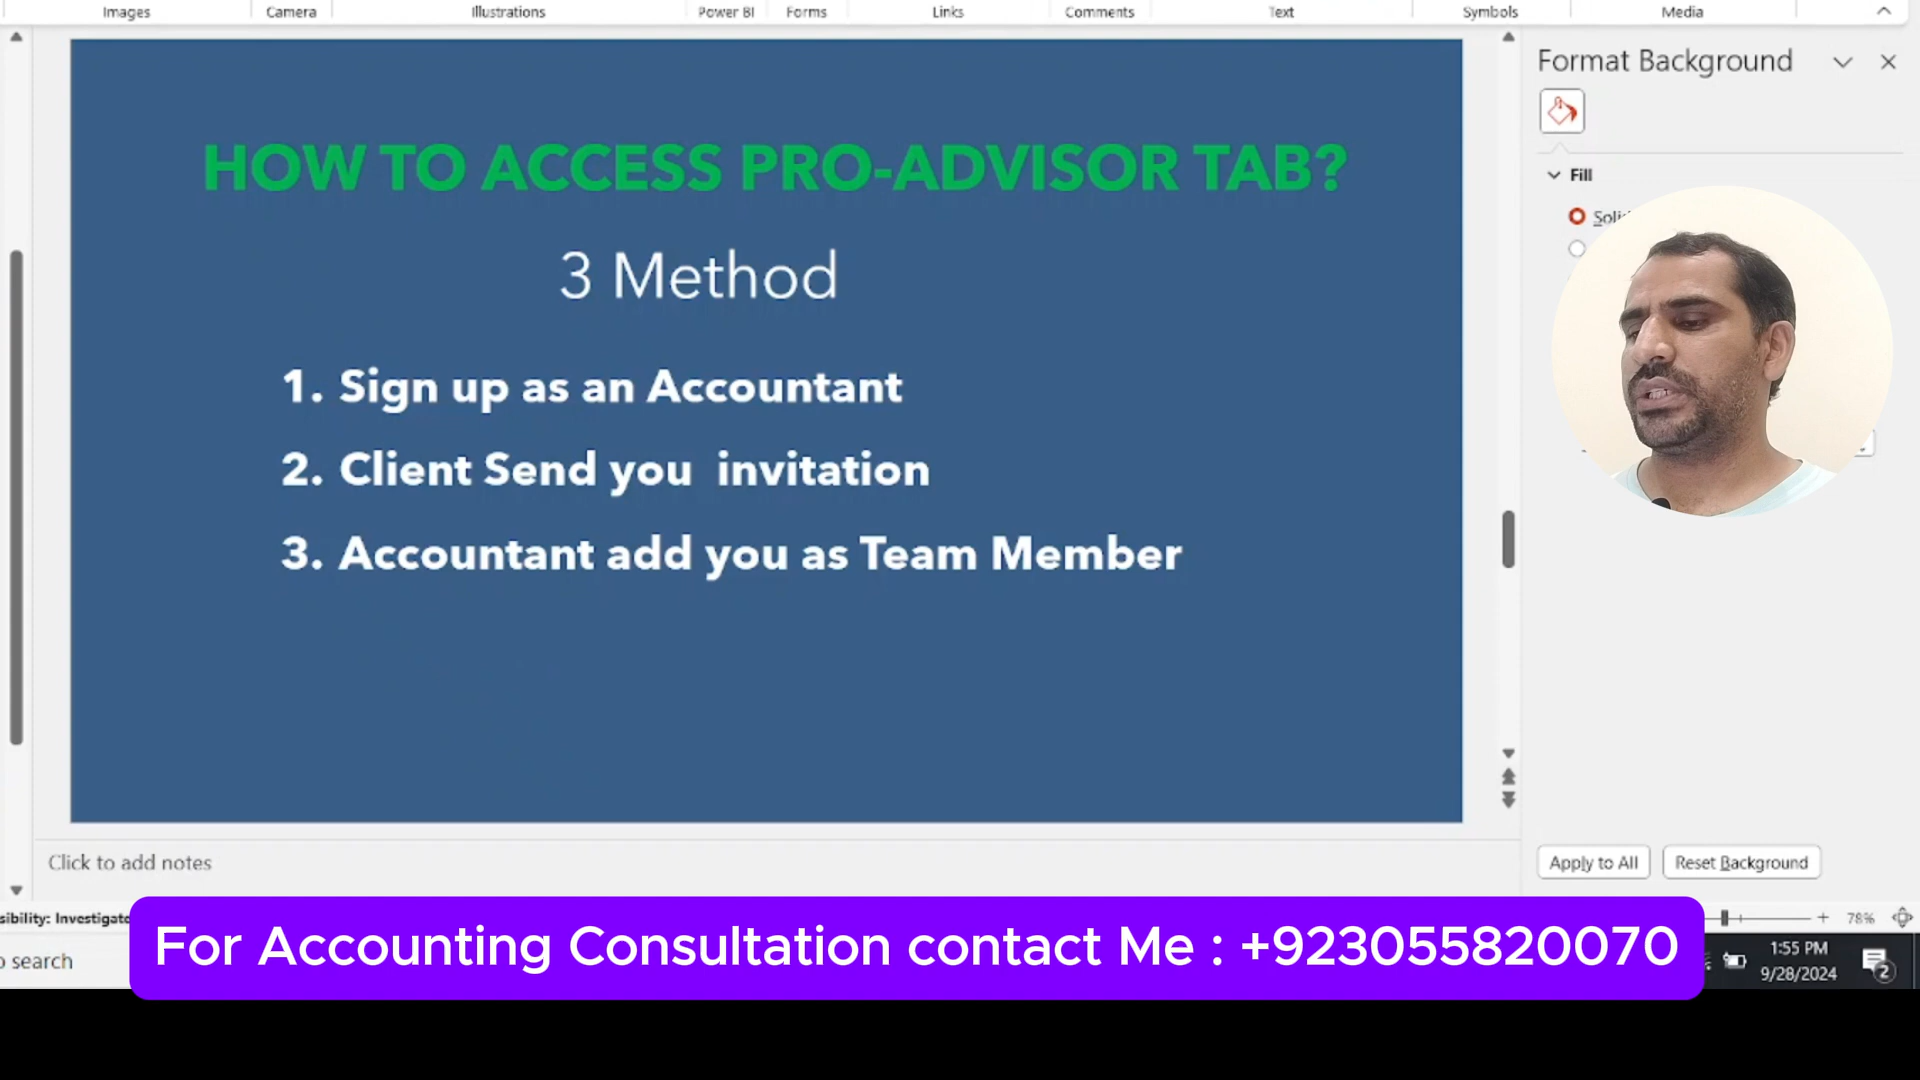 Images Camera Illustrations Power BI Forms Links Comments Text Symbols Media
Format Background
Fill
HOW TO ACCESS PRO-ADVISOR TAB?
3 Method
1. Sign up as an Accountant
2. Client Send you invitation
3. Accountant add you as Team Member
Click to add notes
Apply to All Reset Background
78%
For Accounting Consultation contact Me : +923055820070
search
1:55 PM
9/28/2024
2